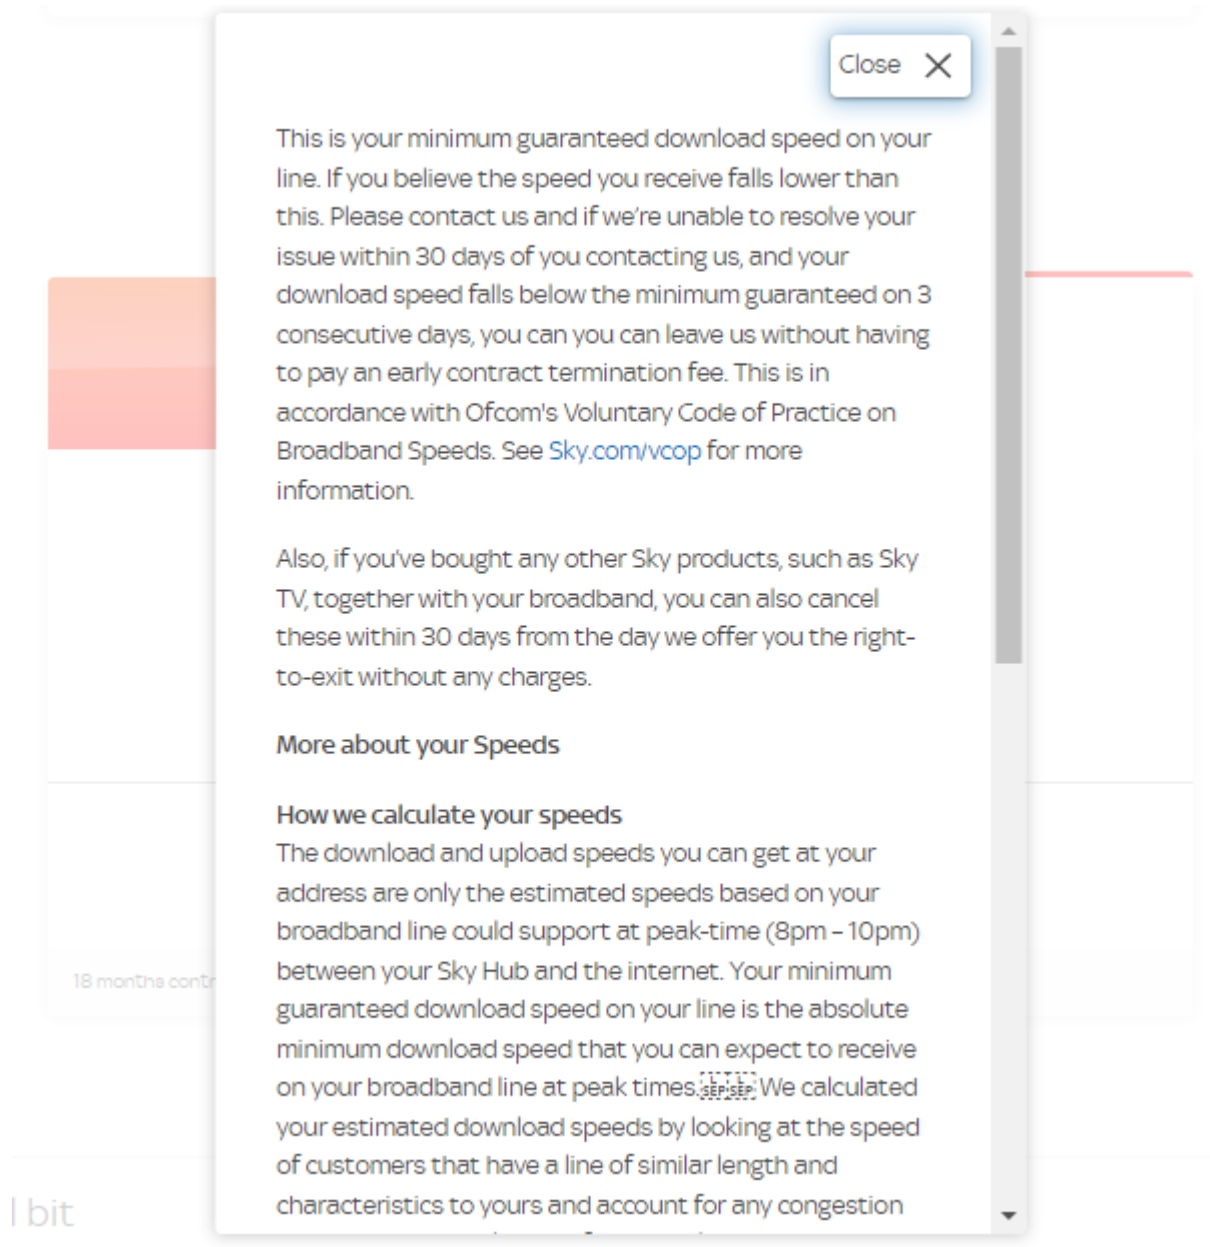 Close
This is your minimum guaranteed download speed on your
line. If you believe the speed you receive falls lower than
this. Please contact us and if we're unable to resolve your
issue within 30 days of you contacting us, and your
download speed falls below the minimum guaranteed on 3
consecutive days, you can you can leave us without having
to pay an early contract termination fee. This is in
accordance with Ofcom's Voluntary Code of Practice on
Broadband Speeds. See Sky.com/vcop for more
information.
Also, if you've bought any other Sky products, such as Sky
TV, together with your broadband, you can also cancel
these within 30 days from the day we offer you the right-
to-exit without any charges.
More about your Speeds
How we calculate your speeds
The download and upload speeds you can get at your
address are only the estimated speeds based on your
broadband line could support at peak-time (8pm – 10pm)
between your Sky Hub and the internet. Your minimum
guaranteed download speed on your line is the absolute
minimum download speed that you can expect to receive
on your broadband line at peak times. SEP SEP We calculated
your estimated download speeds by looking at the speed
of customers that have a line of similar length and
characteristics to yours and account for any congestion
18 months contr
l bit